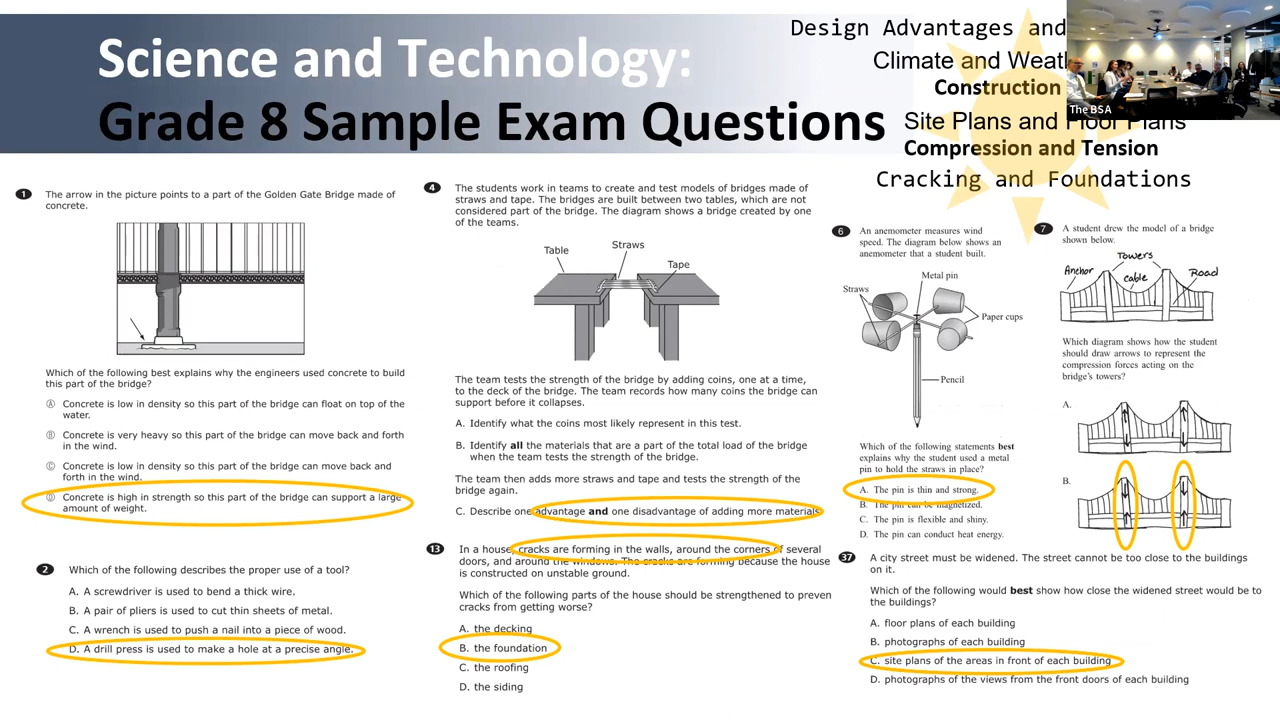 Science and Technology:
Grade 8 Sample Exam Questions
Design Advantages and
Climate and Weath
Construction
Site Plans and Floor Plans
Compression and Tension
Cracking and Foundations
The BSA
1 The arrow in the picture points to a part of the Golden Gate Bridge made of
concrete.
Which of the following best explains why the engineers used concrete to build
this part of the bridge?
A Concrete is low in density so this part of the bridge can float on top of the
water.
B Concrete is very heavy so this part of the bridge can move back and forth
in the wind.
C Concrete is low in density so this part of the bridge can move back and
forth in the wind.
D Concrete is high in strength so this part of the bridge can support a large
amount of weight.
2 Which of the following describes the proper use of a tool?
A. A screwdriver is used to bend a thick wire.
B. A pair of pliers is used to cut thin sheets of metal.
C. A wrench is used to push a nail into a piece of wood.
D. A drill press is used to make a hole at a precise angle.
4 The students work in teams to create and test models of bridges made of
straws and tape. The bridges are built between two tables, which are not
considered part of the bridge. The diagram shows a bridge created by one
of the teams.
Table
Straws
Tape
The team tests the strength of the bridge by adding coins, one at a time,
to the deck of the bridge. The team records how many coins the bridge can
support before it collapses.
A. Identify what the coins most likely represent in this test.
B. Identify all the materials that are a part of the total load of the bridge
when the team tests the strength of the bridge.
The team then adds more straws and tape and tests the strength of the
bridge again.
C. Describe one advantage and one disadvantage of adding more materials.
13 In a house, cracks are forming in the walls, around the corners of several
doors, and around the windows. The cracks are forming because the house
is constructed on unstable ground.
Which of the following parts of the house should be strengthened to prevent
cracks from getting worse?
A. the decking
B. the foundation
C. the roofing
D. the siding
6 An anemometer measures wind
speed. The diagram below shows an
anemometer that a student built.
Metal pin
Straws
Paper cups
Pencil
Which of the following statements best
explains why the student used a metal
pin to hold the straws in place?
A. The pin is thin and strong.
B. The pin can be magnetized.
C. The pin is flexible and shiny.
D. The pin can conduct heat energy.
7 A student drew the model of a bridge
shown below.
Towers
Anchor
cable
Road
Which diagram shows how the student
should draw arrows to represent the
compression forces acting on the
bridge's towers?
A.
B.
37 A city street must be widened. The street cannot be too close to the buildings
on it.
Which of the following would best show how close the widened street would be to
the buildings?
A. floor plans of each building
B. photographs of each building
C. site plans of the areas in front of each building
D. photographs of the views from the front doors of each building